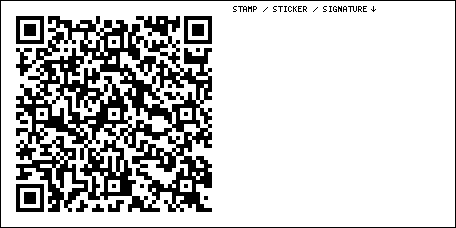 STAMP / STICKER / SIGNATURE ↓